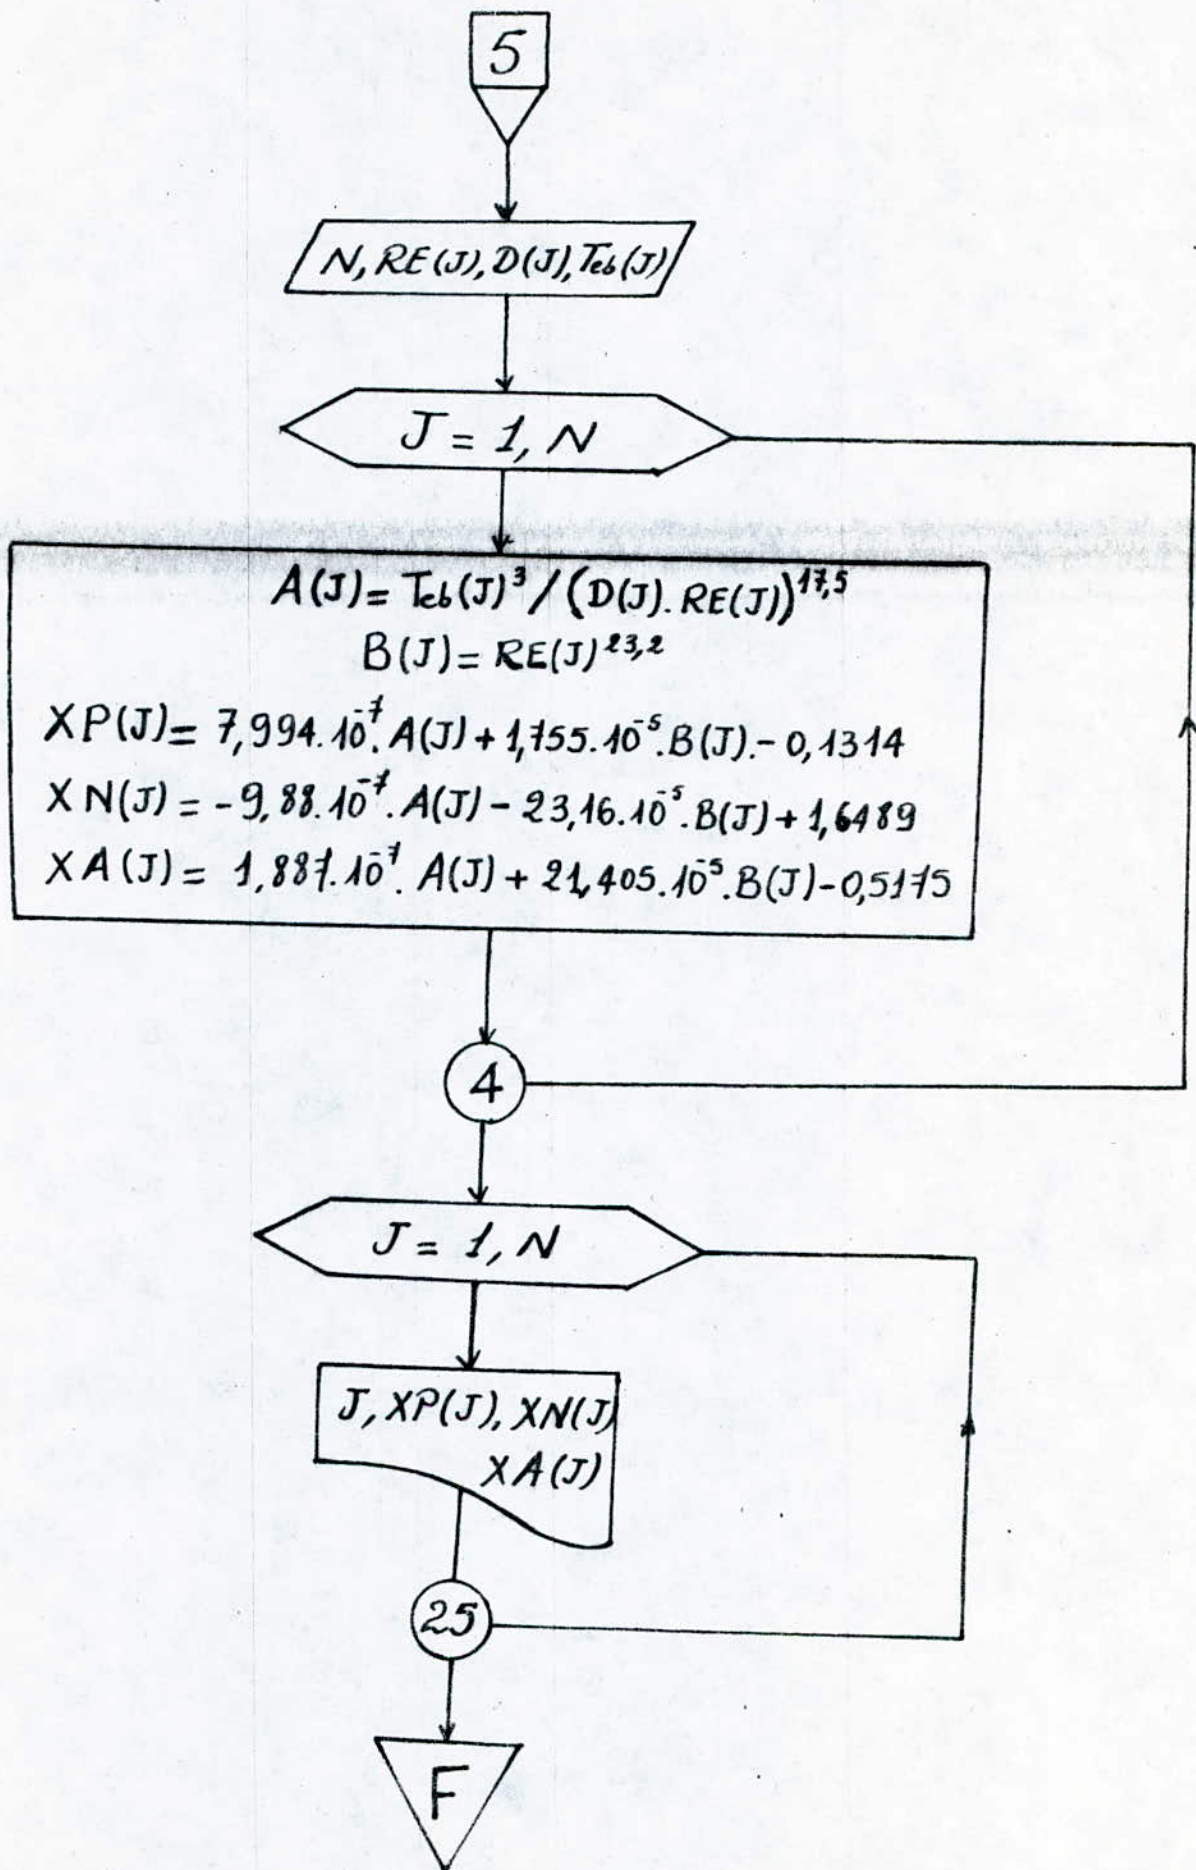 5
N, RE(J), D(J), Teb(J)
J = 1, N
A(J) = Teb(J)³ / (D(J). RE(J))¹⁷,⁵
B(J) = RE(J)²³,²
XP(J) = 7,994.10⁻⁷. A(J) + 1,755.10⁻⁵.B(J).- 0,1314
XN(J) = -9,88.10⁻⁷. A(J) - 23,16.10⁻⁵.B(J) + 1,6489
XA(J) = 1,887.10⁻⁷. A(J) + 21,405.10⁻⁵.B(J) - 0,5175
4
J = 1, N
J, XP(J), XN(J)
XA(J)
25
F